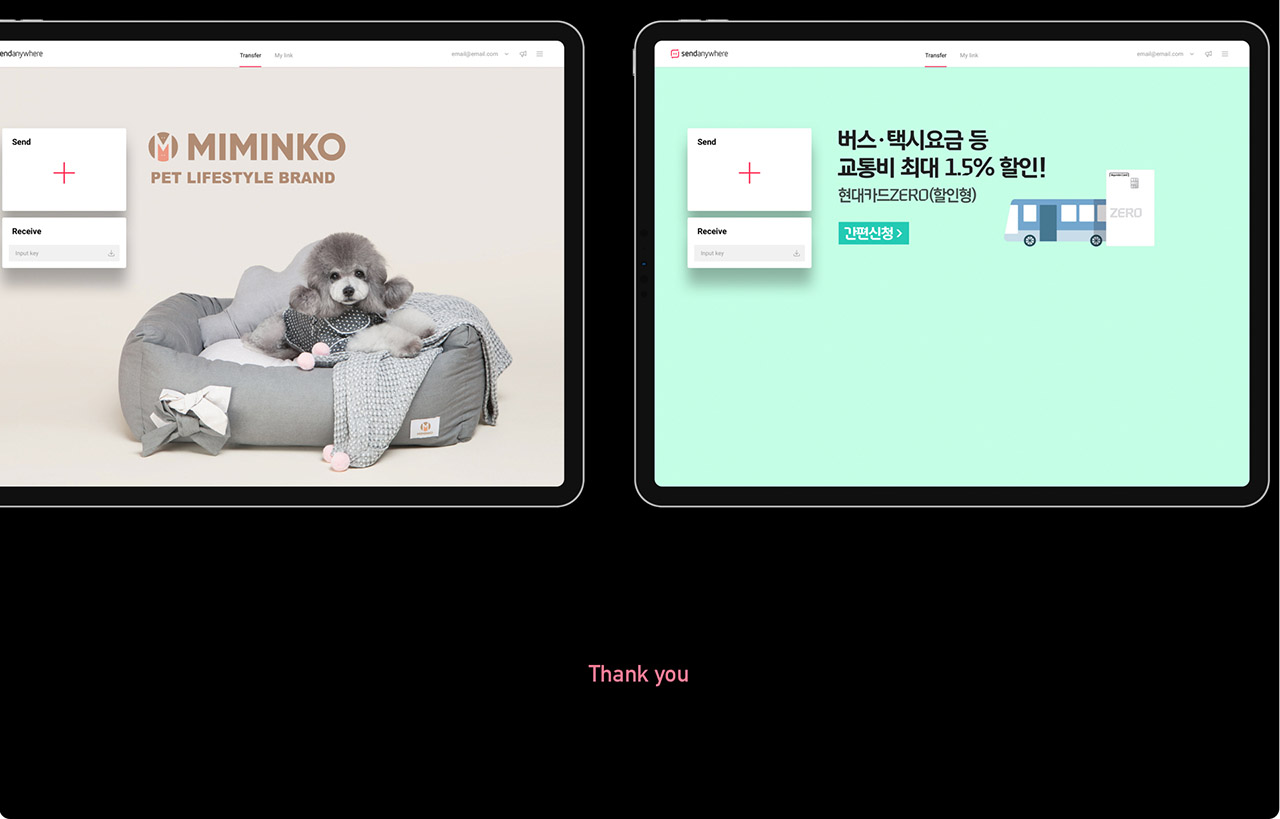 endanywhere
Transfer
My link
email@email.com
Send
Receive
Input key
MIMINKO
PET LIFESTYLE BRAND
sendanywhere
Transfer
My link
email@email.com
Send
Receive
Input key
버스·택시요금 등
교통비 최대 1.5% 할인!
현대카드ZERO(할인형)
간편신청 >
ZERO
Thank you